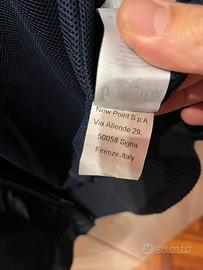 New Point S.p.A
Via Allende 29,
50058 Signa
Firenze, Italy
subito